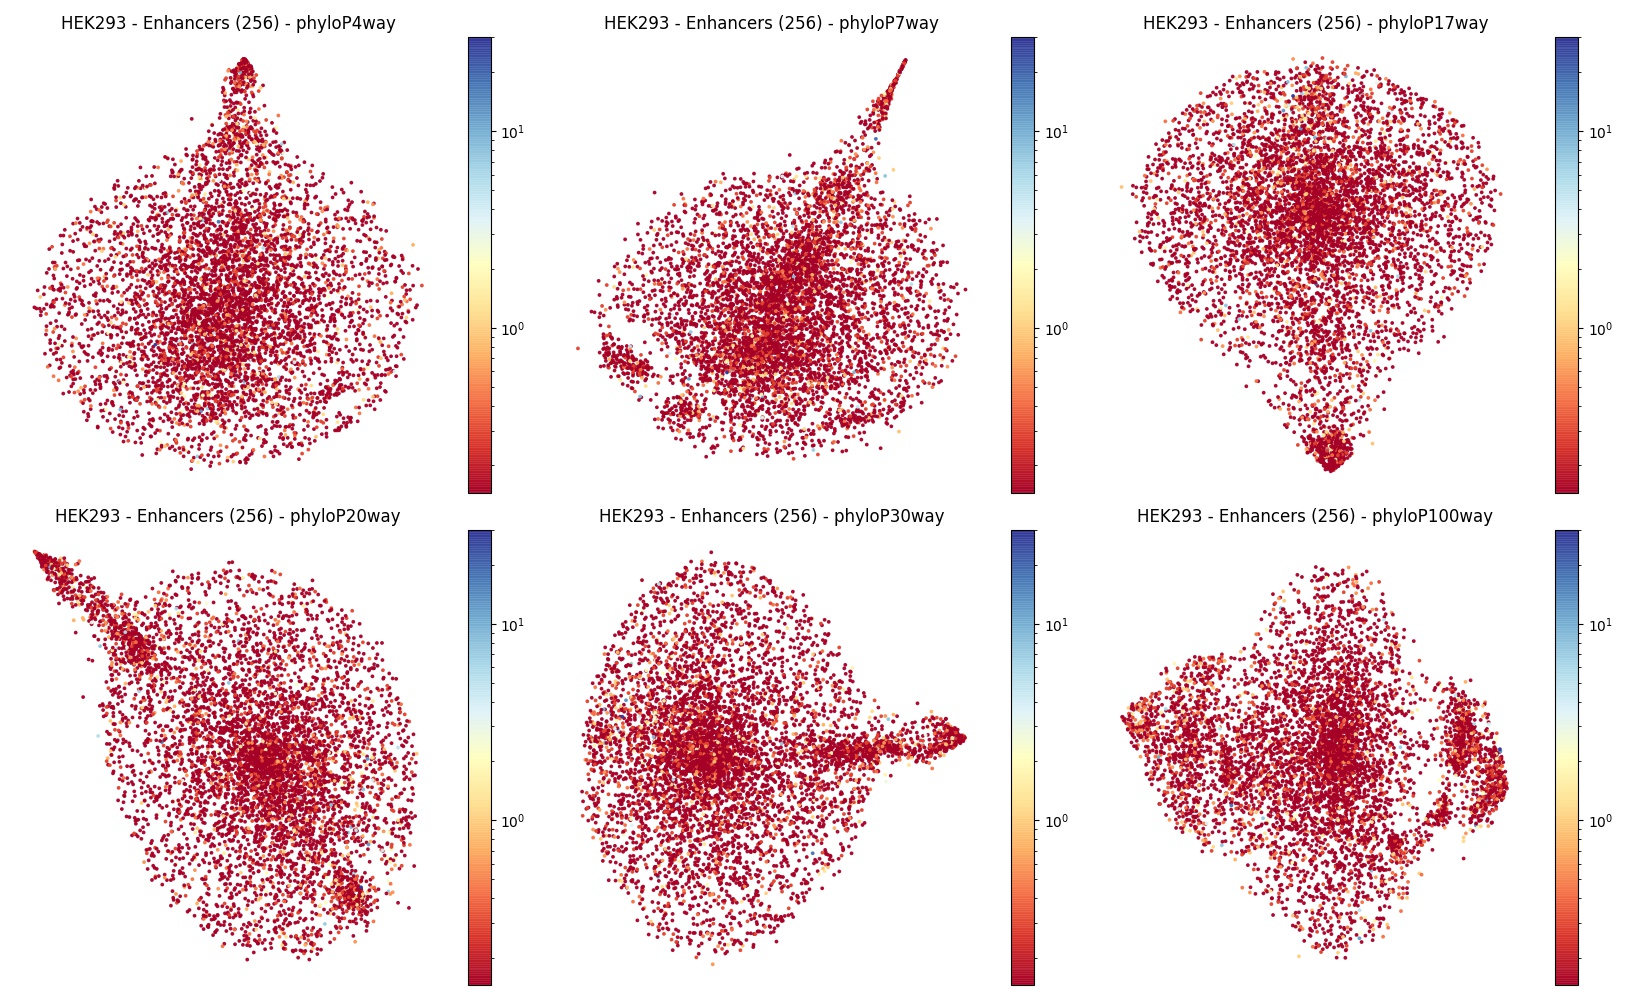 HEK293 - Enhancers (256) - phyloP4way
HEK293 - Enhancers (256) - phyloP7way
HEK293 - Enhancers (256) - phyloP17way
10¹
10⁰
10¹
10⁰
10¹
10⁰
HEK293 - Enhancers (256) - phyloP20way
HEK293 - Enhancers (256) - phyloP30way
HEK293 - Enhancers (256) - phyloP100way
10¹
10⁰
10¹
10⁰
10¹
10⁰